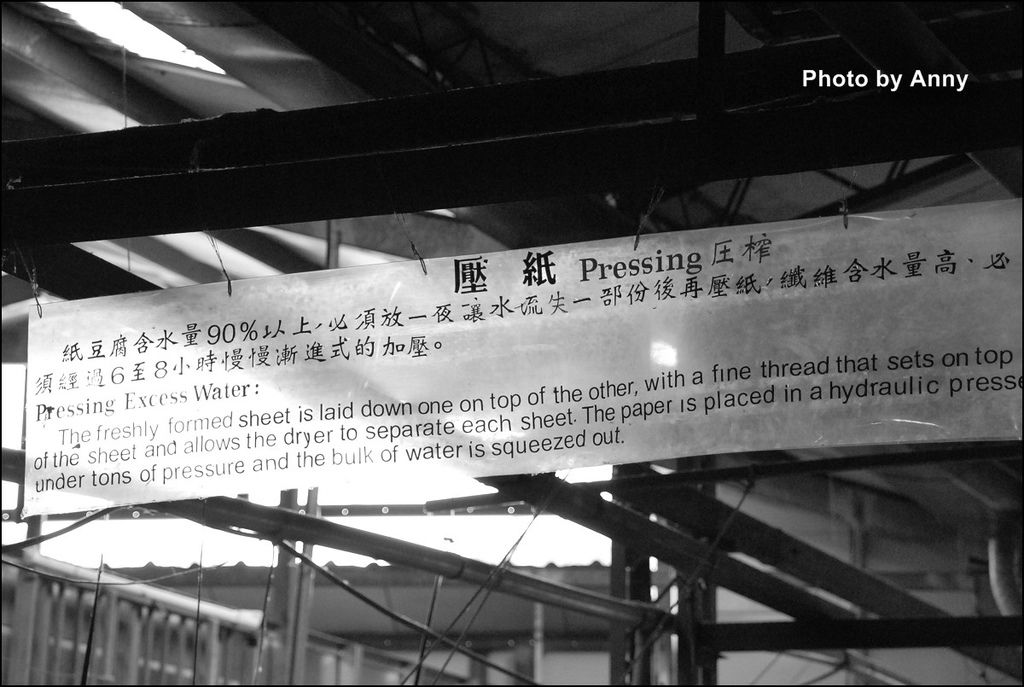 Photo by Anny
壓 紙 Pressing 圧榨
紙豆腐含水量90%以上,必須放一夜讓水流失一部份後再壓紙,纖維含水量高、必
須經過6至8小時慢慢漸進式的加壓。
Pressing Excess Water:
The freshly formed sheet is laid down one on top of the other, with a fine thread that sets on top
of the sheet and allows the dryer to separate each sheet. The paper is placed in a hydraulic presse
under tons of pressure and the bulk of water is squeezed out.